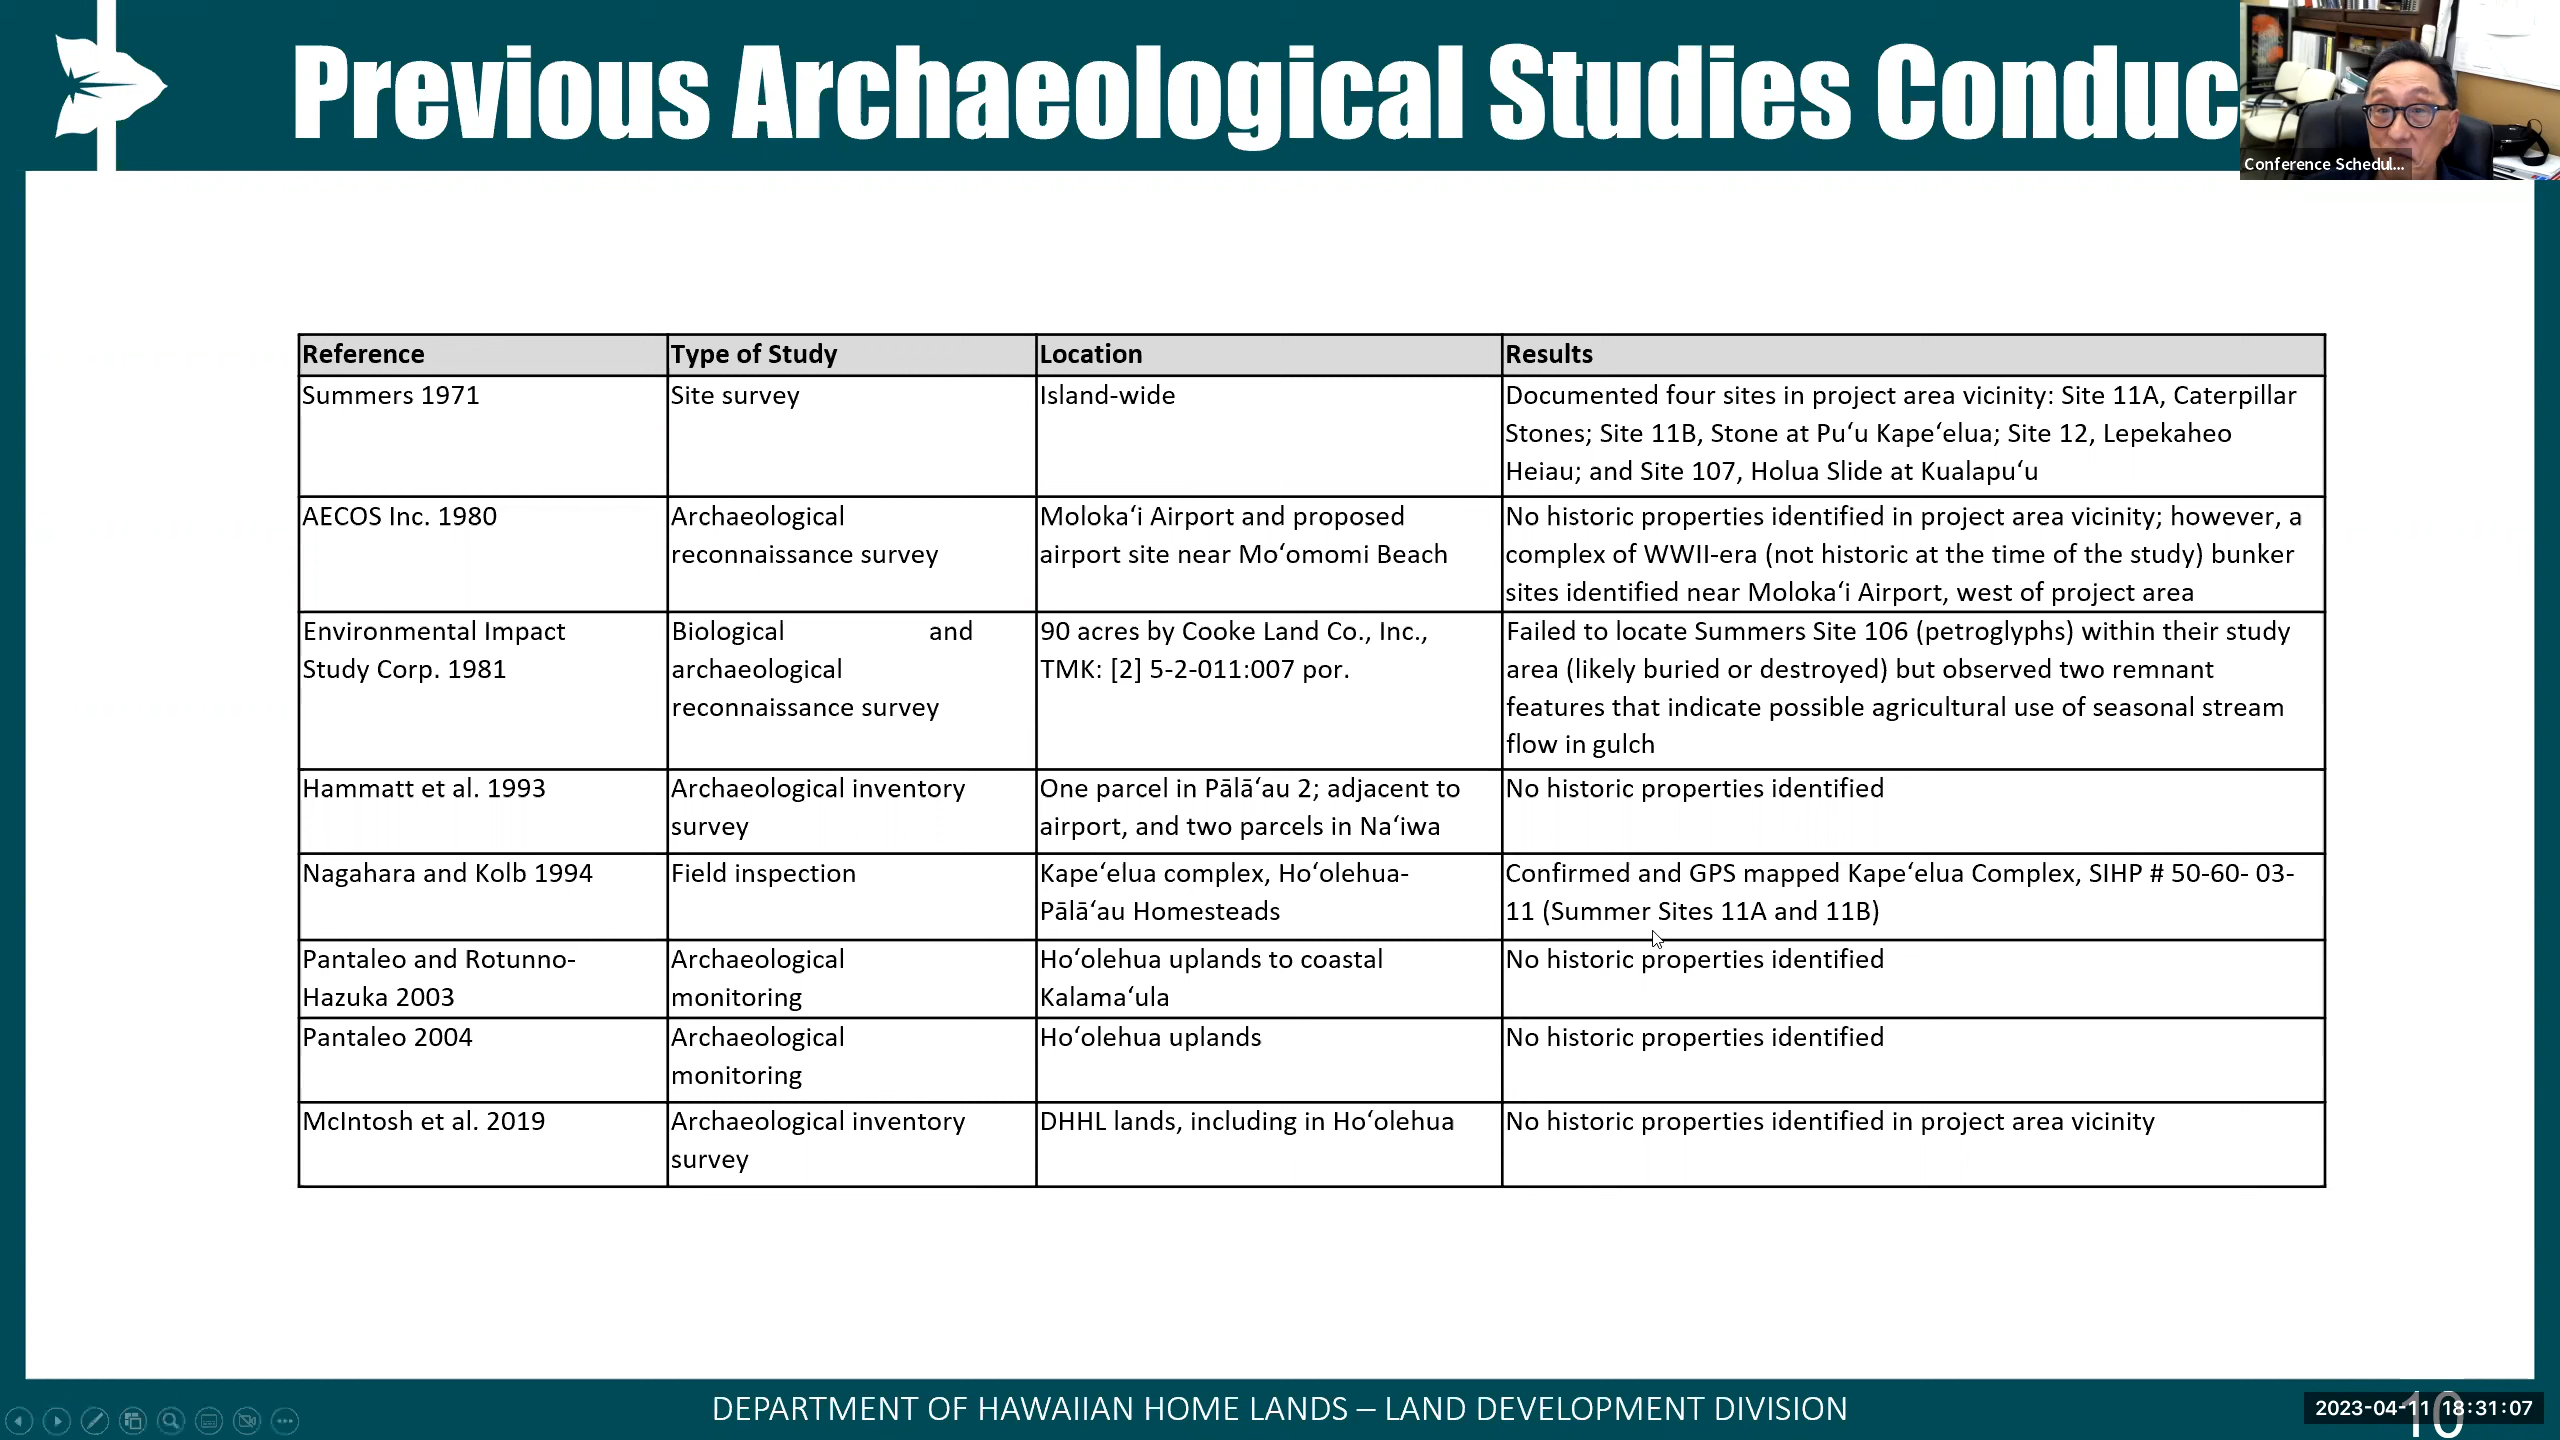 Previous Archaeological Studies Conduc
Conference Schedul...
Reference
Type of Study
Location
Results
Summers 1971
Site survey
Island-wide
Documented four sites in project area vicinity: Site 11A, Caterpillar
Stones; Site 11B, Stone at Puʻu Kapeʻelua; Site 12, Lepekaheo
Heiau; and Site 107, Holua Slide at Kualapuʻu
AECOS Inc. 1980
Archaeological
reconnaissance survey
Molokaʻi Airport and proposed
airport site near Moʻomomi Beach
No historic properties identified in project area vicinity; however, a
complex of WWII-era (not historic at the time of the study) bunker
sites identified near Molokaʻi Airport, west of project area
Environmental Impact
Study Corp. 1981
Biological and
archaeological
reconnaissance survey
90 acres by Cooke Land Co., Inc.,
TMK: [2] 5-2-011:007 por.
Failed to locate Summers Site 106 (petroglyphs) within their study
area (likely buried or destroyed) but observed two remnant
features that indicate possible agricultural use of seasonal stream
flow in gulch
Hammatt et al. 1993
Archaeological inventory
survey
One parcel in Pālāʻau 2; adjacent to
airport, and two parcels in Naʻiwa
No historic properties identified
Nagahara and Kolb 1994
Field inspection
Kapeʻelua complex, Hoʻolehua-
Pālāʻau Homesteads
Confirmed and GPS mapped Kapeʻelua Complex, SIHP # 50-60- 03-
11 (Summer Sites 11A and 11B)
Pantaleo and Rotunno-
Hazuka 2003
Archaeological
monitoring
Hoʻolehua uplands to coastal
Kalamaʻula
No historic properties identified
Pantaleo 2004
Archaeological
monitoring
Hoʻolehua uplands
No historic properties identified
McIntosh et al. 2019
Archaeological inventory
survey
DHHL lands, including in Hoʻolehua
No historic properties identified in project area vicinity
DEPARTMENT OF HAWAIIAN HOME LANDS – LAND DEVELOPMENT DIVISION
10
2023-04-11 18:31:07